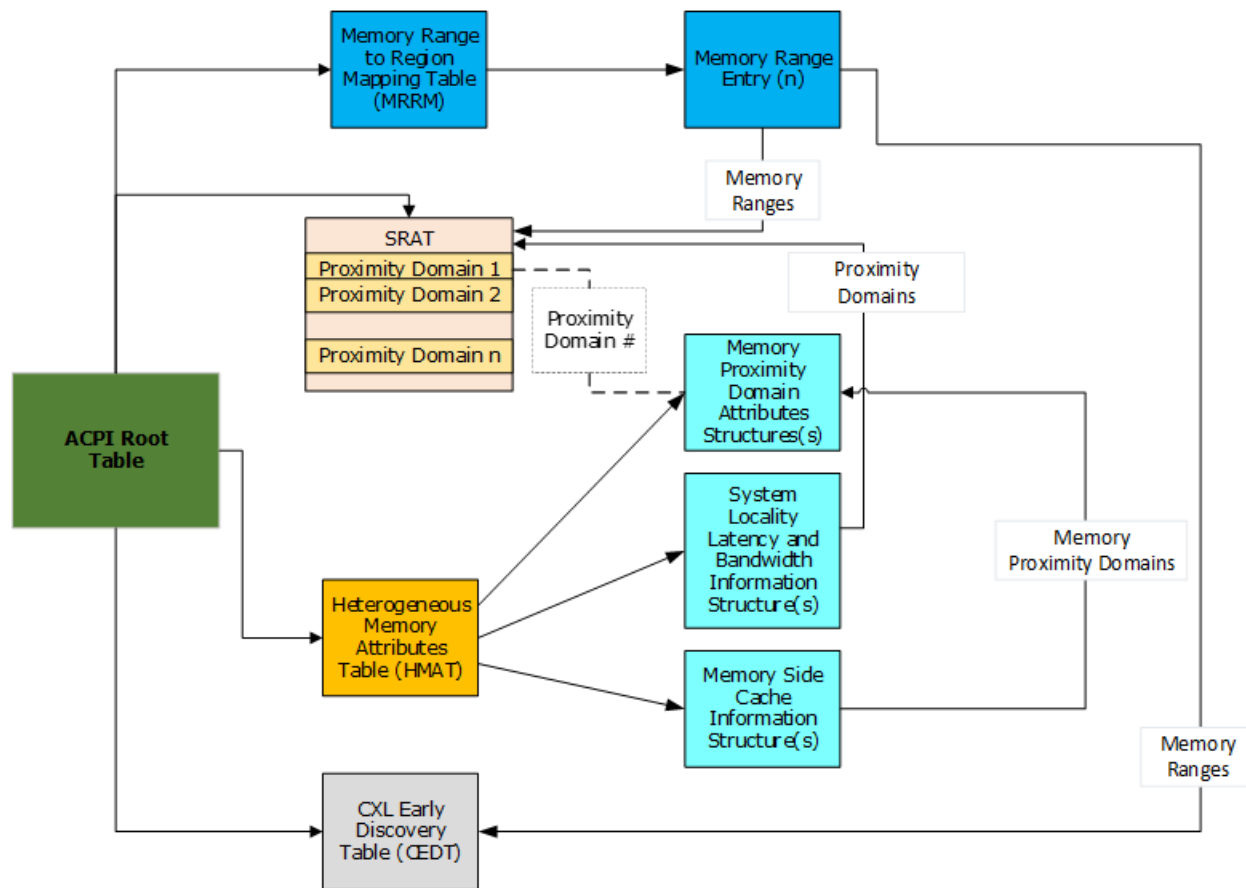 Memory Range
to Region
Mapping Table
(MRRM)
Memory Range
Entry (n)
Memory
Ranges
SRAT
Proximity Domain 1
Proximity Domain 2
Proximity Domain n
Proximity
Domain #
Proximity
Domains
Memory
Proximity
Domain
Attributes
Structures(s)
ACPI Root
Table
System
Locality
Latency and
Bandwidth
Information
Structure(s)
Memory
Proximity Domains
Heterogeneous
Memory
Attributes
Table (HMAT)
Memory Side
Cache
Information
Structure(s)
Memory
Ranges
CXL Early
Discovery
Table (CEDT)